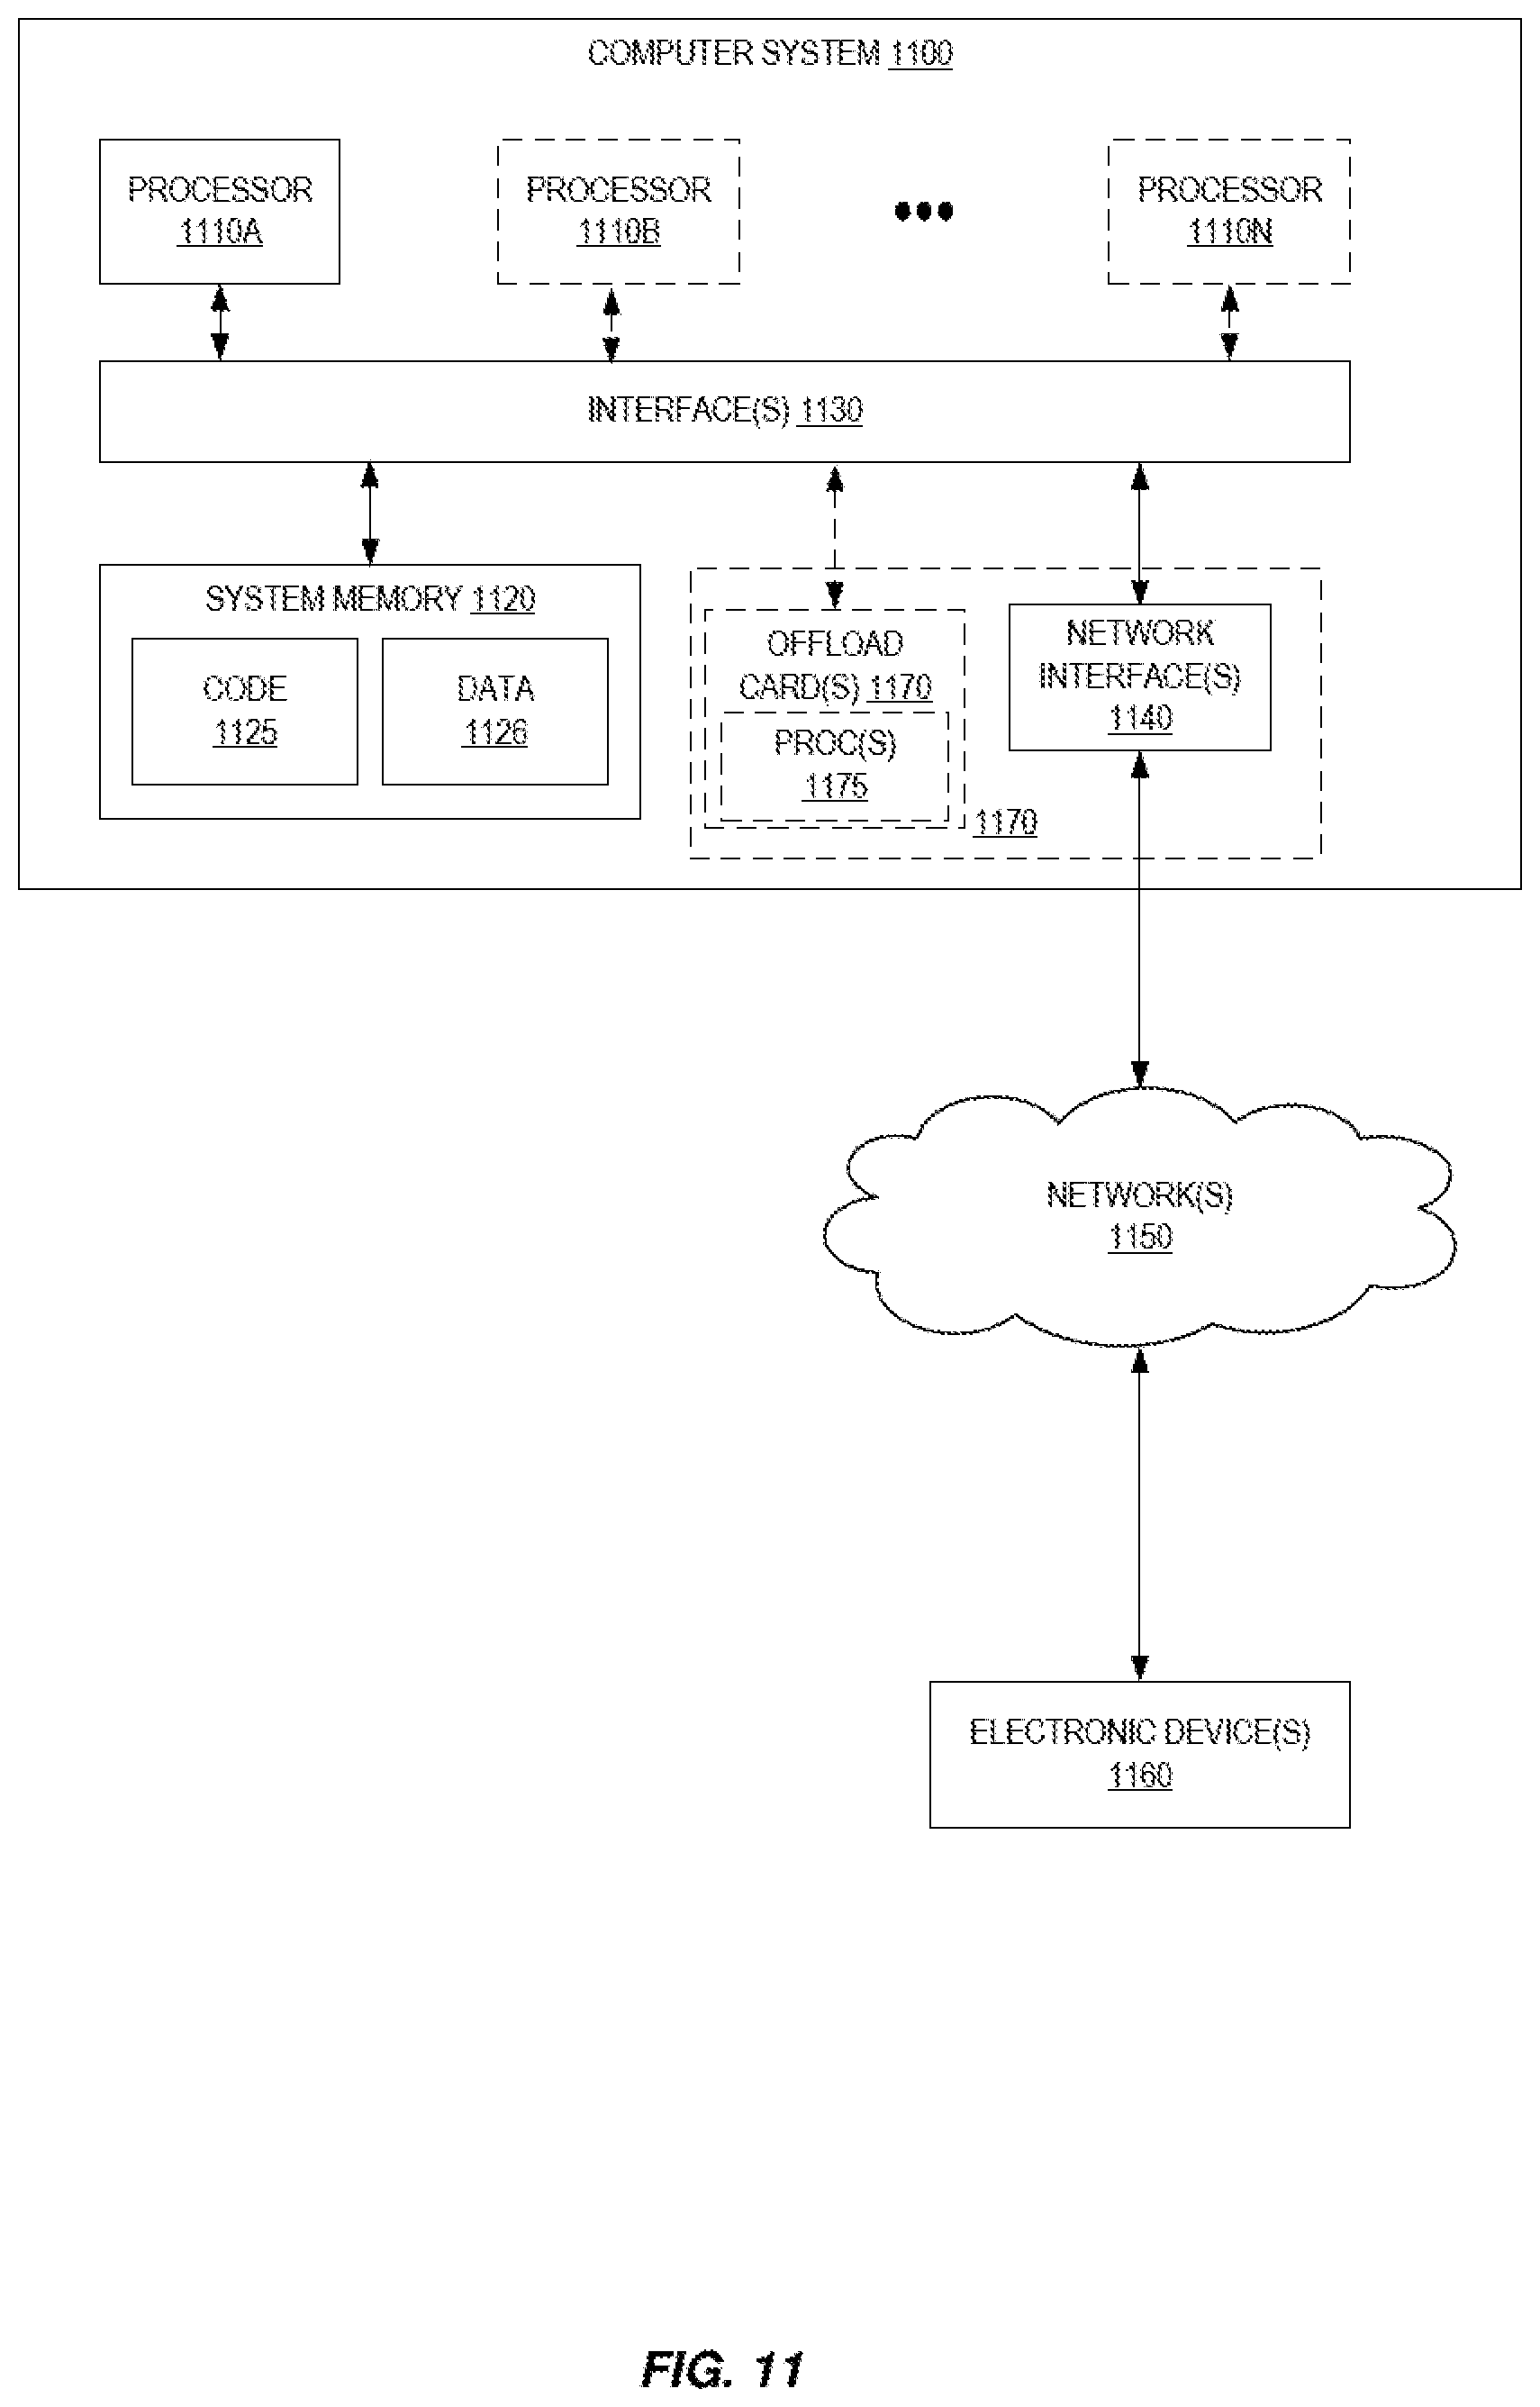 COMPUTER SYSTEM 1100
PROCESSOR
1110A
PROCESSOR
1110B
PROCESSOR
1110N
INTERFACE(S) 1130
SYSTEM MEMORY 1120
CODE
1125
DATA
1126
OFFLOAD
CARD(S) 1170
PROC(S)
1175
1170
NETWORK
INTERFACE(S)
1140
NETWORK(S)
1150
ELECTRONIC DEVICE(S)
1160
FIG. 11